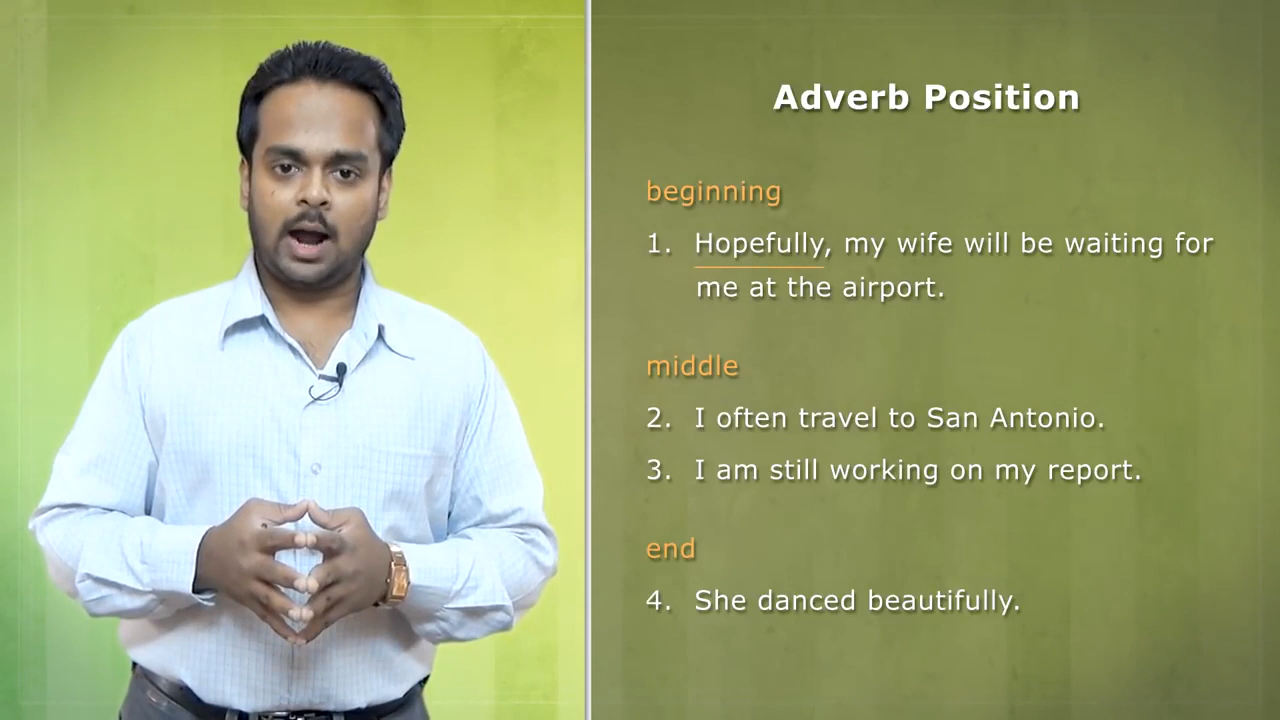 Adverb Position
beginning
1. Hopefully, my wife will be waiting for
me at the airport.
middle
2. I often travel to San Antonio.
3. I am still working on my report.
end
4. She danced beautifully.